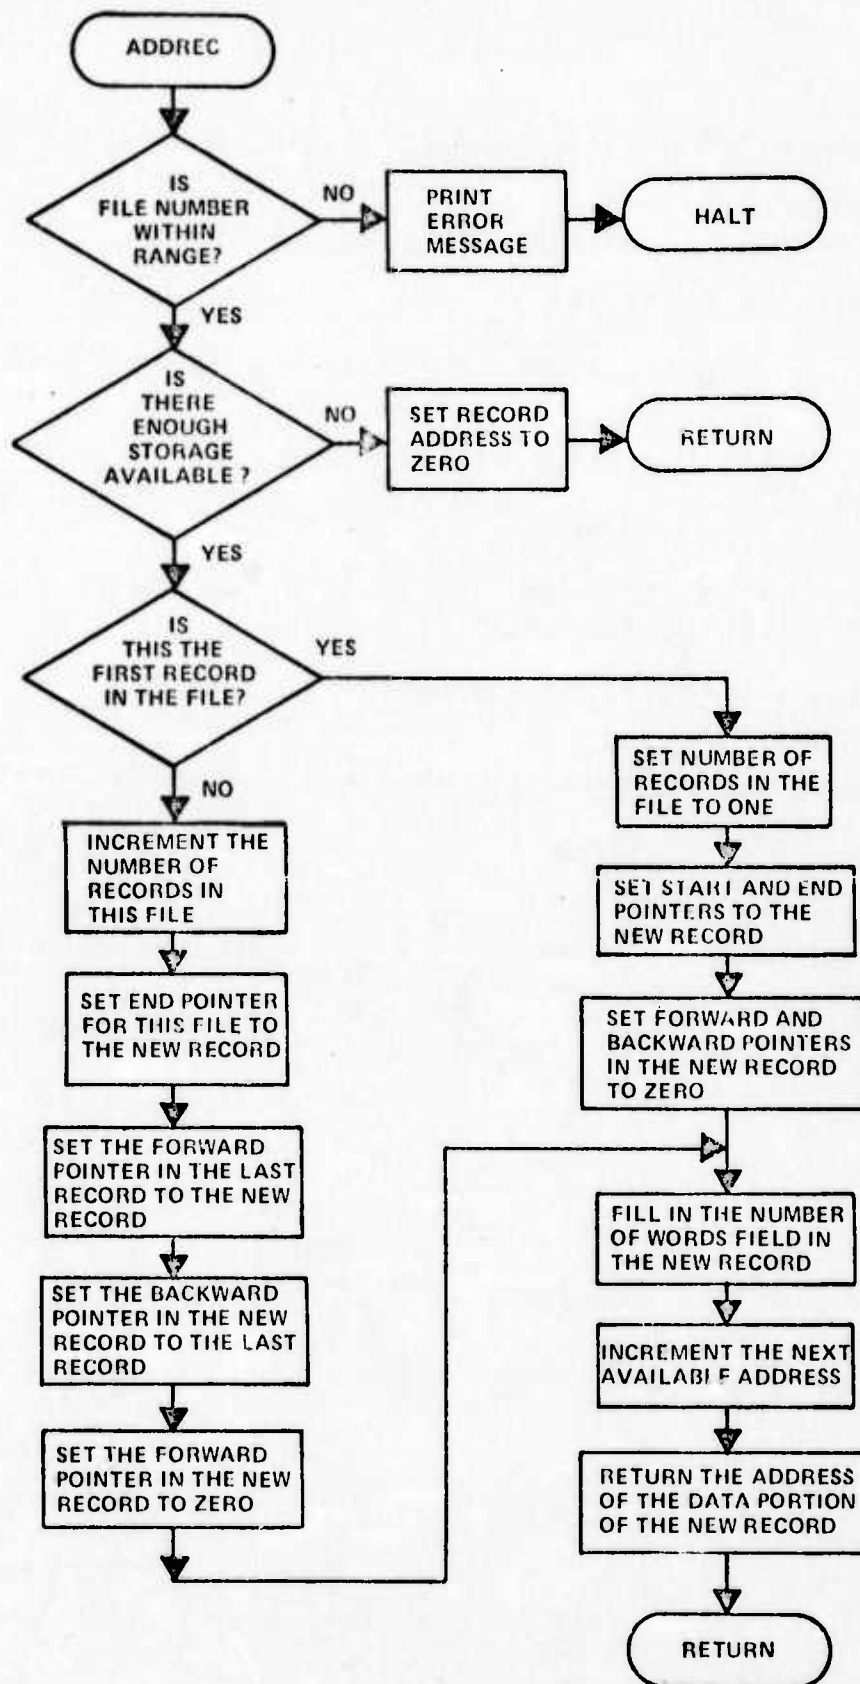 ADDREC
IS
FILE NUMBER
WITHIN
RANGE?
NO
PRINT
ERROR
MESSAGE
HALT
YES
IS
THERE
ENOUGH
STORAGE
AVAILABLE ?
NO
SET RECORD
ADDRESS TO
ZERO
RETURN
YES
IS
THIS THE
FIRST RECORD
IN THE FILE?
YES
NO
INCREMENT THE
NUMBER OF
RECORDS IN
THIS FILE
SET END POINTER
FOR THIS FILE TO
THE NEW RECORD
SET THE FORWARD
POINTER IN THE LAST
RECORD TO THE NEW
RECORD
SET THE BACKWARD
POINTER IN THE NEW
RECORD TO THE LAST
RECORD
SET THE FORWARD
POINTER IN THE NEW
RECORD TO ZERO
SET NUMBER OF
RECORDS IN THE
FILE TO ONE
SET START AND END
POINTERS TO THE
NEW RECORD
SET FORWARD AND
BACKWARD POINTERS
IN THE NEW RECORD
TO ZERO
FILL IN THE NUMBER
OF WORDS FIELD IN
THE NEW RECORD
INCREMENT THE NEXT
AVAILABLE ADDRESS
RETURN THE ADDRESS
OF THE DATA PORTION
OF THE NEW RECORD
RETURN